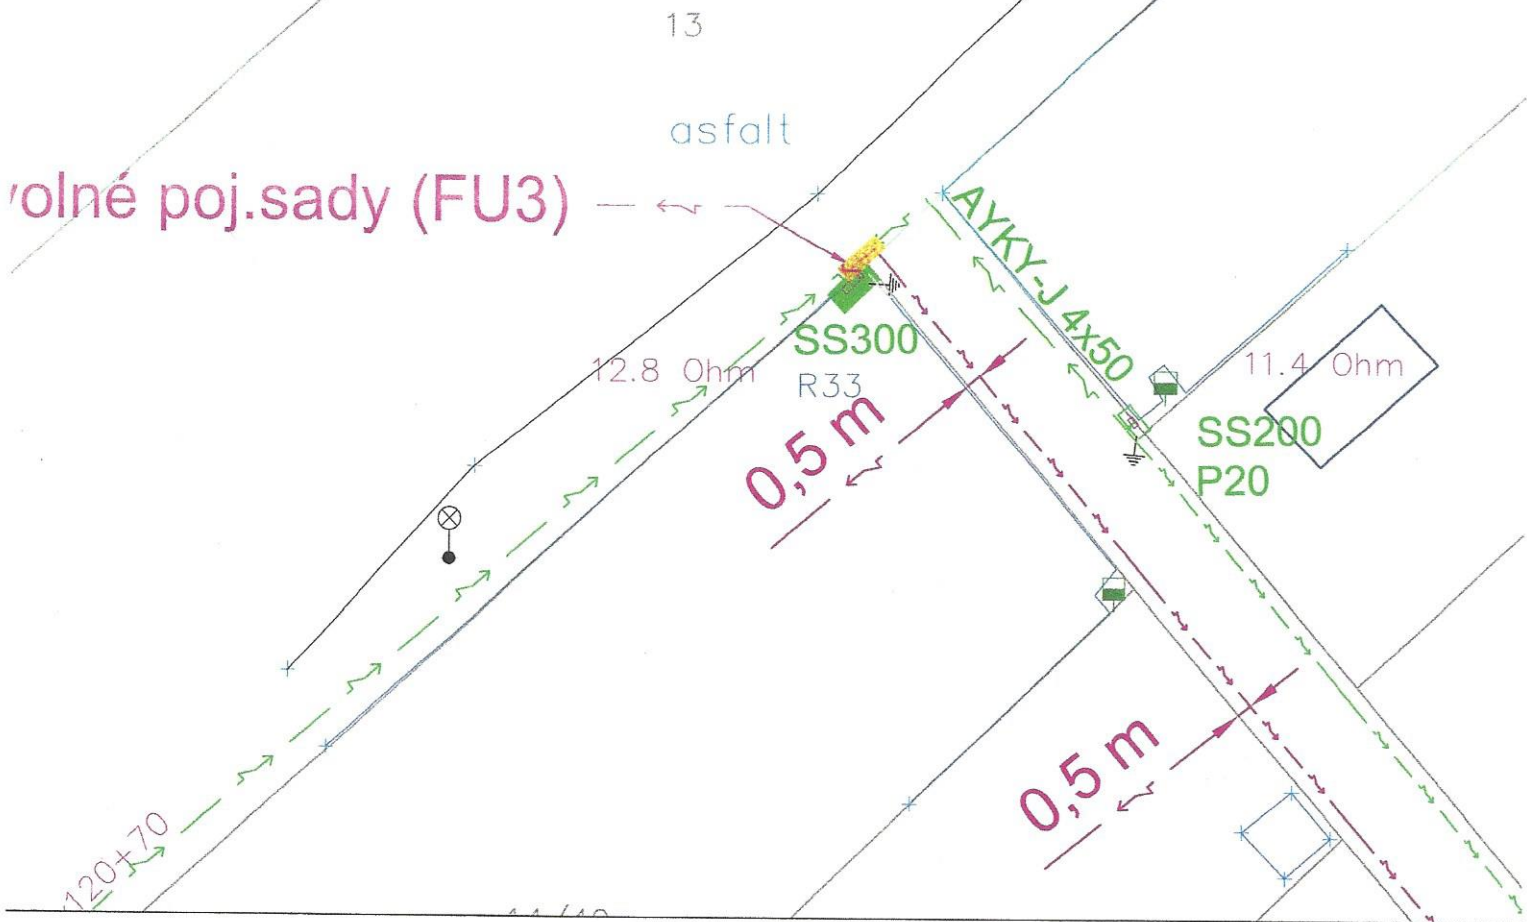 13
asfalt
volné poj.sady (FU3)
AYKY-J 4x50
SS300
12.8 Ohm
R33
11.4 Ohm
0,5 m
SS200
P20
0,5 m
120+70